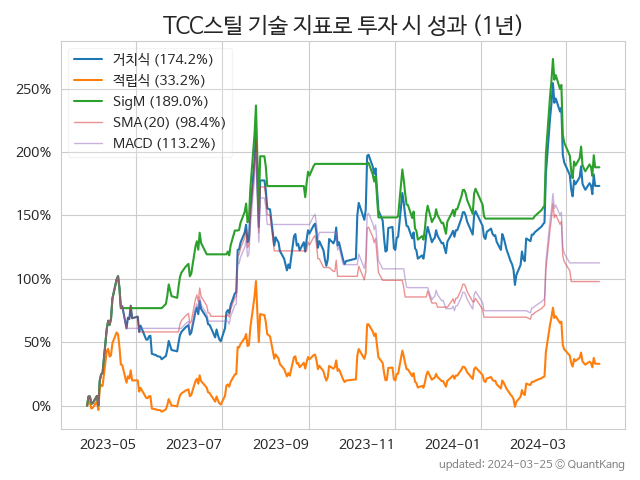 TCC스틸 기술 지표로 투자 시 성과 (1년)
거치식 (174.2%)
적립식 (33.2%)
SigM (189.0%)
SMA(20) (98.4%)
MACD (113.2%)
250%
200%
150%
100%
50%
0%
2023-05 2023-07 2023-09 2023-11 2024-01 2024-03
updated: 2024-03-25 ⓒ QuantKang